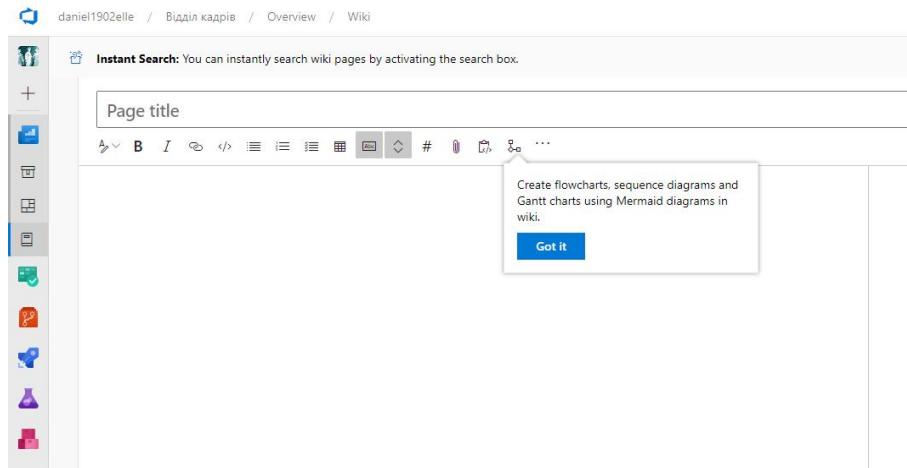 daniel1902elle / Відділ кадрів / Overview / Wiki
Instant Search: You can instantly search wiki pages by activating the search box.
Page title
B I </> Abc # ...
Create flowcharts, sequence diagrams and
Gantt charts using Mermaid diagrams in
wiki.
Got it